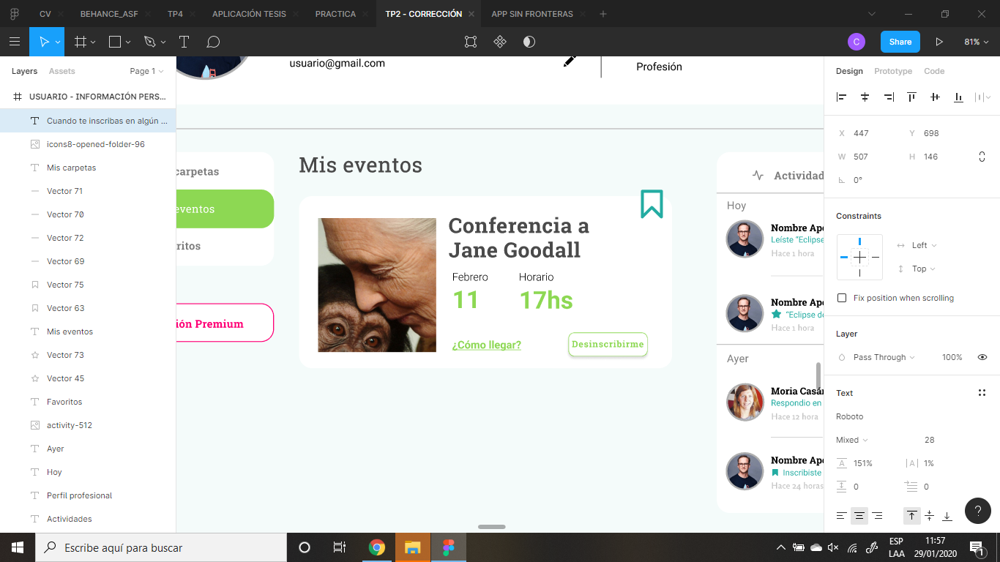 CV
BEHANCE_ASF
TP4
APLICACIÓN TESIS
PRACTICA
TP2 - CORRECCIÓN
APP SIN FRONTERAS
C
Share
81%
Layers
Assets
Page 1
USUARIO - INFORMACIÓN PERS...
Cuando te inscribas en algún ...
icons8-opened-folder-96
Mis carpetas
Vector 71
Vector 70
Vector 72
Vector 69
Vector 75
Vector 63
Mis eventos
Vector 73
Vector 45
Favoritos
activity-512
Ayer
Hoy
Perfil profesional
Actividades
usuario@gmail.com
Profesión
carpetas
eventos
ritos
ión Premium
Mis eventos
Conferencia a
Jane Goodall
Febrero
Horario
11
17hs
¿Cómo llegar?
Desinscribirme
Actividad
Hoy
Nombre Ape
Leíste "Eclipse
Hace 1 hora
Nombre Ape
"Eclipse de
Hace 1 hora
Ayer
Moria Casán
Respondio en
Hace 12 hora
Nombre Ape
Inscribiste
Hace 24 horas
Design
Prototype
Code
X 447
Y 698
W 507
H 146
0°
Constraints
Left
Top
Fix position when scrolling
Layer
Pass Through
100%
Text
Roboto
Mixed
28
A 151%
|A| 1%
0
0
?
Escribe aquí para buscar
ESP
LAA
11:57
29/01/2020
1